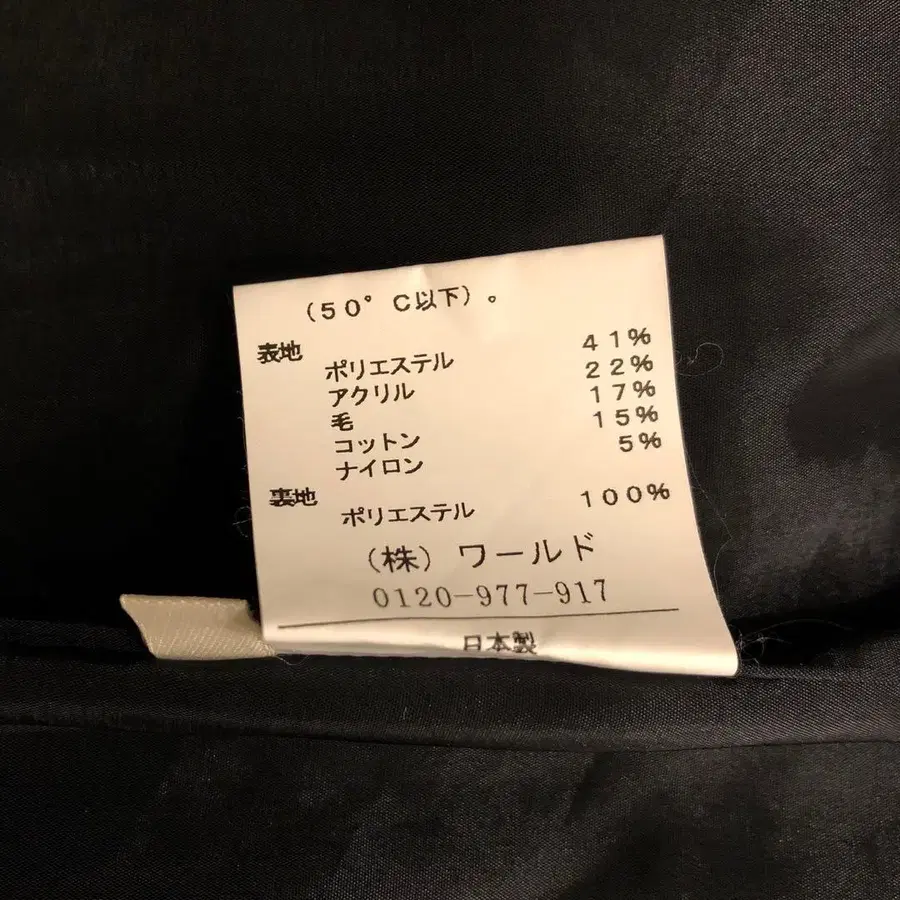 （５０°Ｃ以下）。
表地
ポリエステル ４１％
アクリル ２２％
毛 １７％
コットン １５％
ナイロン ５％
裏地
ポリエステル １００％
（株）ワールド
0120-977-917
日本製